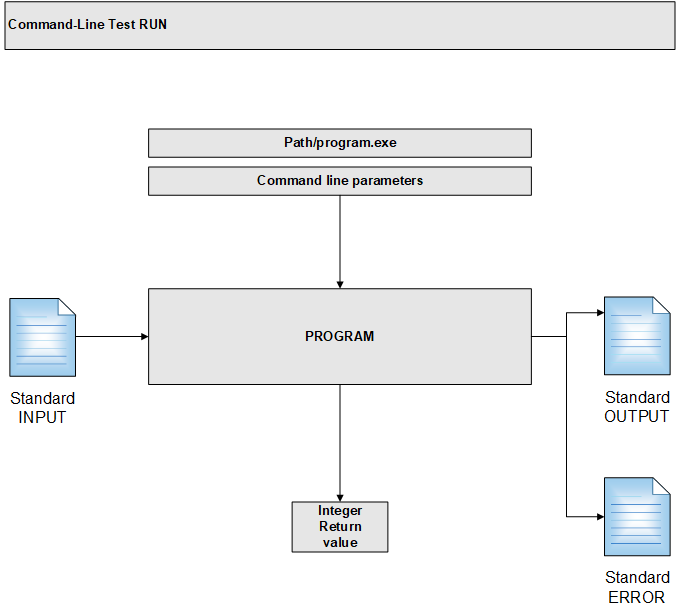 Command-Line Test RUN
Path/program.exe
Command line parameters
PROGRAM
Standard
INPUT
Standard
OUTPUT
Integer
Return
value
Standard
ERROR